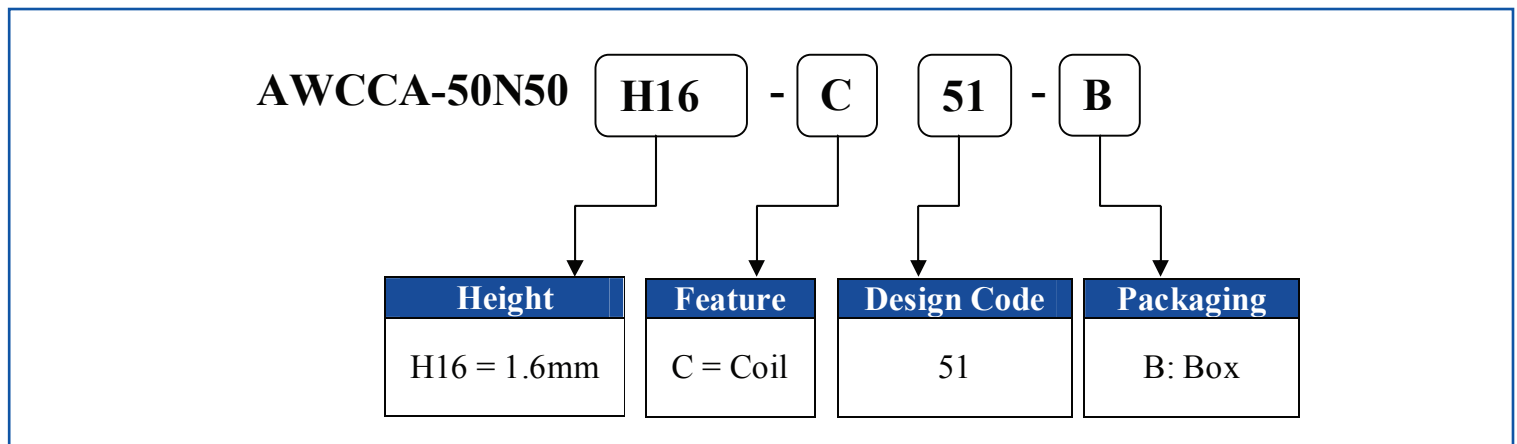 AWCCA-50N50 H16 - C 51 - B
Height Feature Design Code Packaging
H16 = 1.6mm C = Coil 51 B: Box